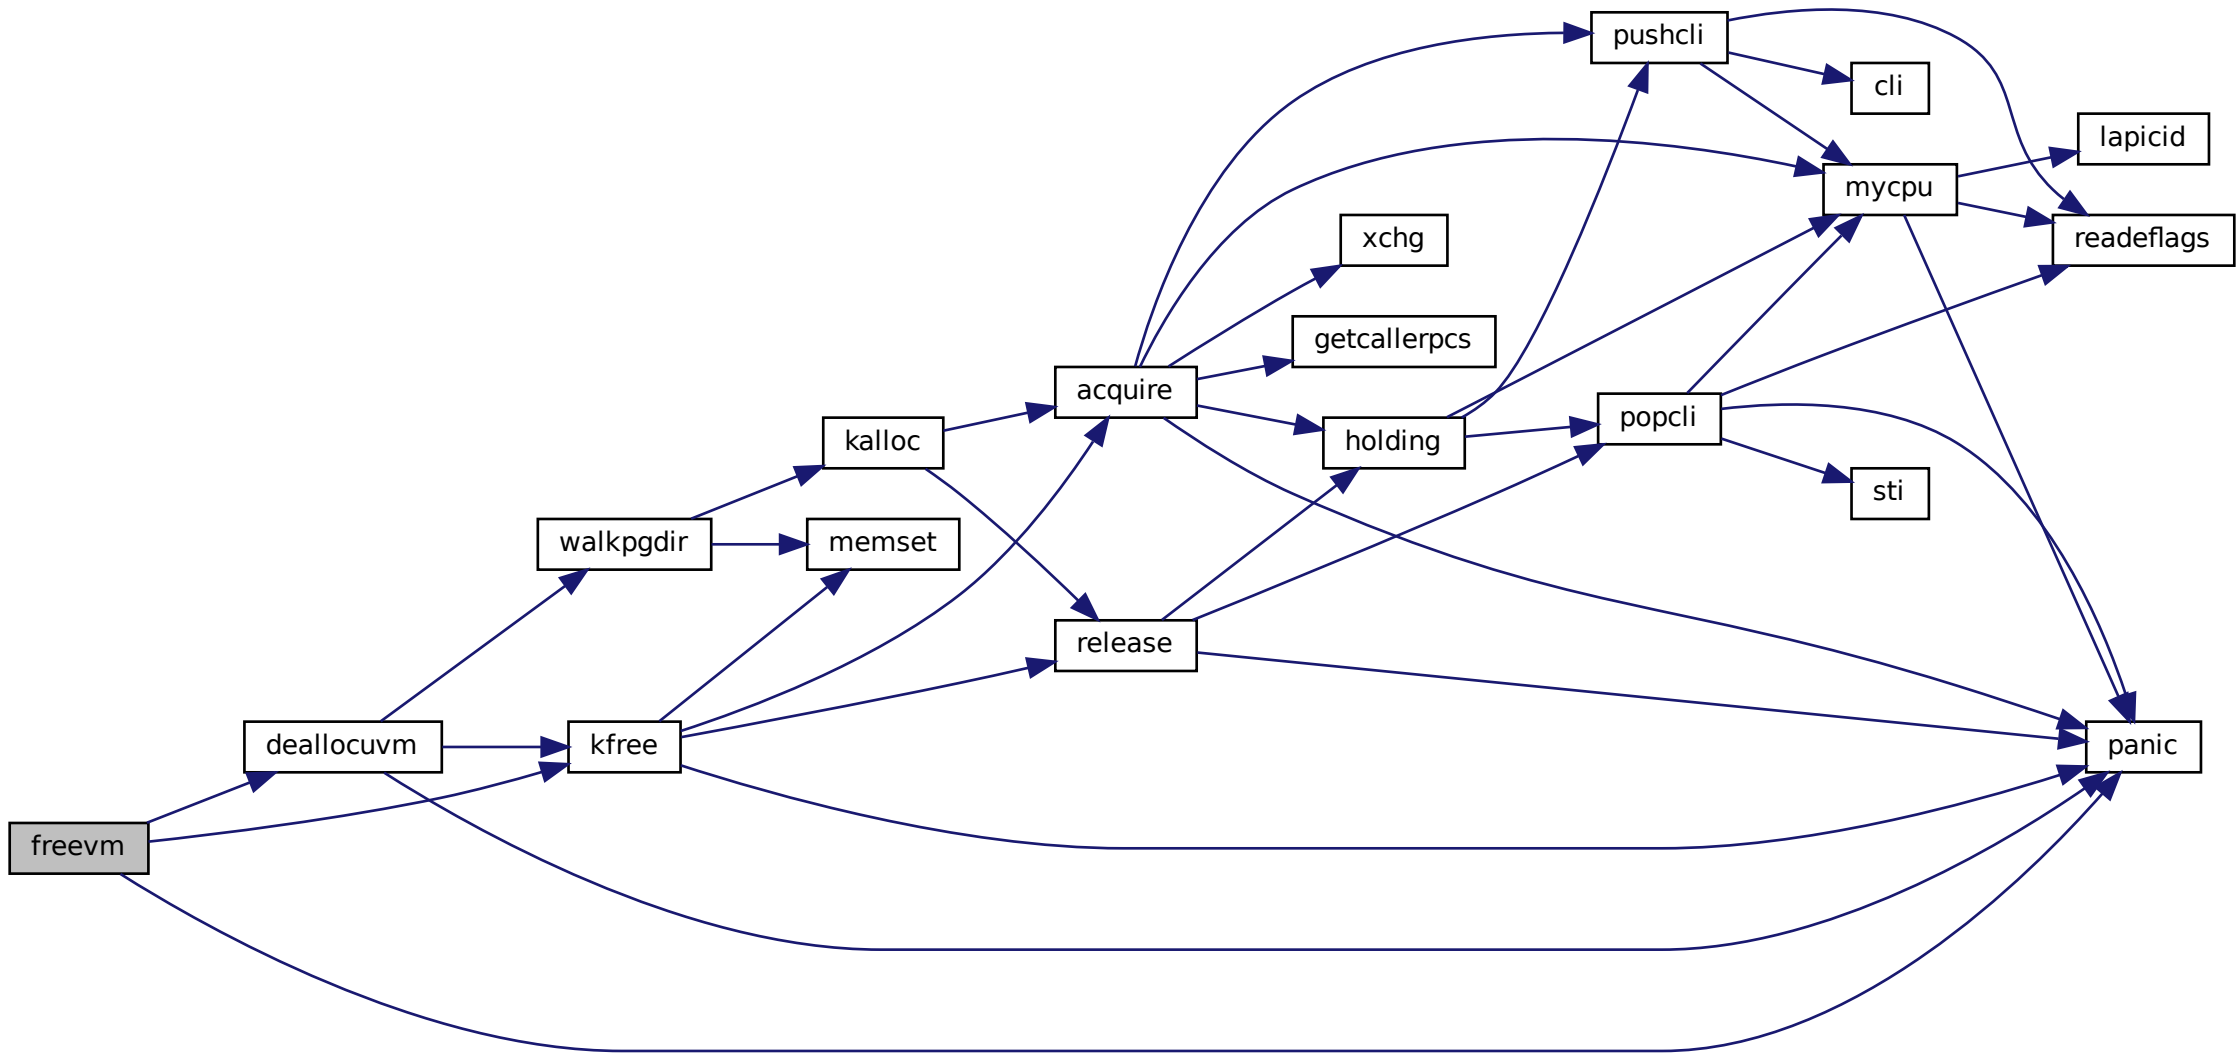 pushcli
cli
lapicid
mycpu
xchg
readeflags
getcallerpcs
acquire
popcli
kalloc
holding
sti
walkpgdir
memset
release
deallocuvm
kfree
panic
freevm